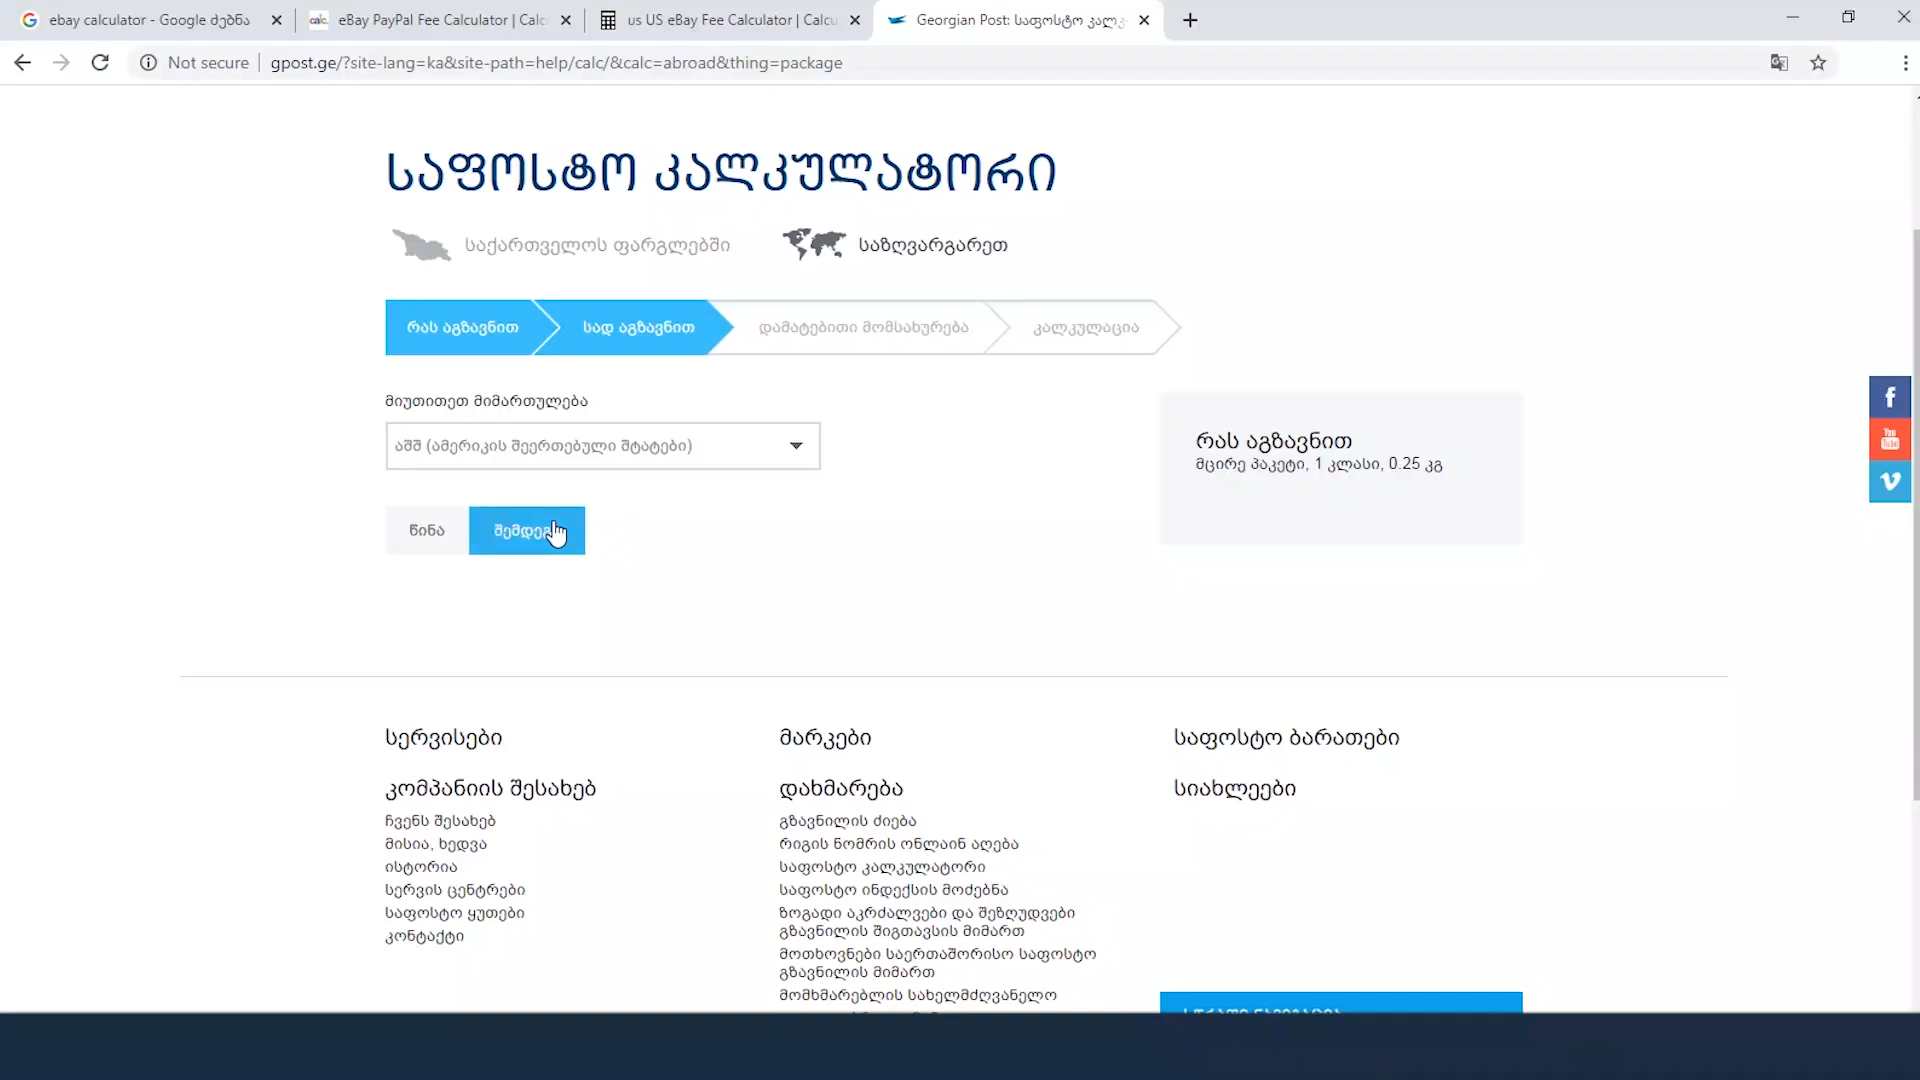 ebay calculator - Google ძებნა
eBay PayPal Fee Calculator | Calc
us US eBay Fee Calculator | Calcu
Georgian Post: საფოსტო კალკ
Not secure
gpost.ge/?site-lang=ka&site-path=help/calc/&calc=abroad&thing=package
საფოსტო კალკულატორი
საქართველოს ფარგლებში
საზღვარგარეთ
რას აგზავნით
სად აგზავნით
დამატებითი მომსახურება
კალკულაცია
მიუთითეთ მიმართულება
აშშ (ამერიკის შეერთებული შტატები)
წინა
შემდეგ
რას აგზავნით
მცირე პაკეტი, 1 კლასი, 0.25 კგ
f
You Tube
v
სერვისები
მარკები
საფოსტო ბარათები
კომპანიის შესახებ
ჩვენს შესახებ
მისია, ხედვა
ისტორია
სერვის ცენტრები
საფოსტო ყუთები
კონტაქტი
დახმარება
გზავნილის ძიება
რიგის ნომრის ონლაინ აღება
საფოსტო კალკულატორი
საფოსტო ინდექსის მოძებნა
ზოგადი აკრძალვები და შეზღუდვები
გზავნილის შიგთავსის მიმართ
მოთხოვნები საერთაშორისო საფოსტო
გზავნილის მიმართ
მომხმარებლის სახელმძღვანელო
სიახლეები